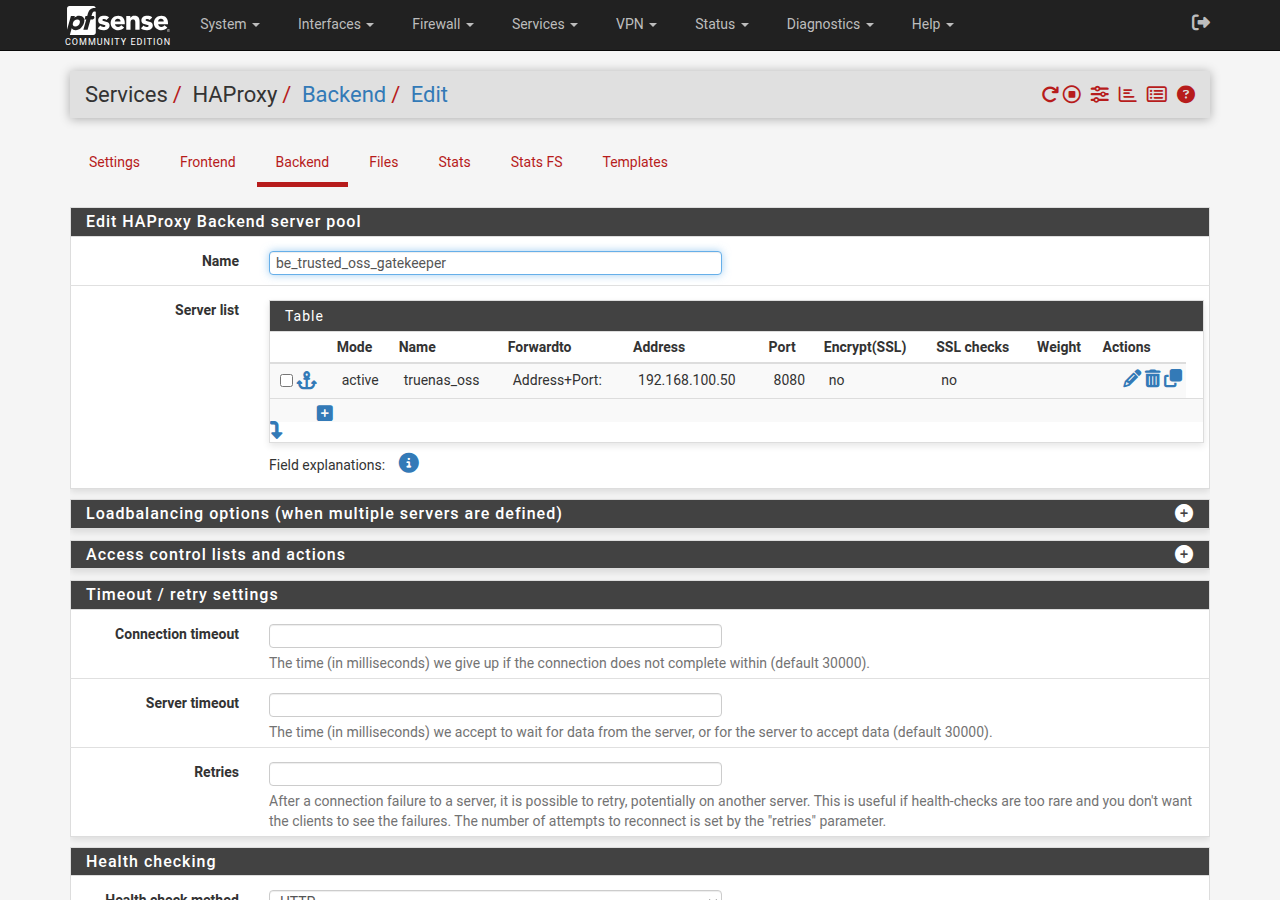 pfsense
COMMUNITY EDITION
System
Interfaces
Firewall
Services
VPN
Status
Diagnostics
Help
Services / HAProxy / Backend / Edit
Settings
Frontend
Backend
Files
Stats
Stats FS
Templates
Edit HAProxy Backend server pool
Name
be_trusted_oss_gatekeeper
Server list
Table
Mode Name Forwardto Address Port Encrypt(SSL) SSL checks Weight Actions
active truenas_oss Address+Port: 192.168.100.50 8080 no no
Field explanations:
Loadbalancing options (when multiple servers are defined)
Access control lists and actions
Timeout / retry settings
Connection timeout
The time (in milliseconds) we give up if the connection does not complete within (default 30000).
Server timeout
The time (in milliseconds) we accept to wait for data from the server, or for the server to accept data (default 30000).
Retries
After a connection failure to a server, it is possible to retry, potentially on another server. This is useful if health-checks are too rare and you don't want
the clients to see the failures. The number of attempts to reconnect is set by the "retries" parameter.
Health checking
Health check method
HTTP